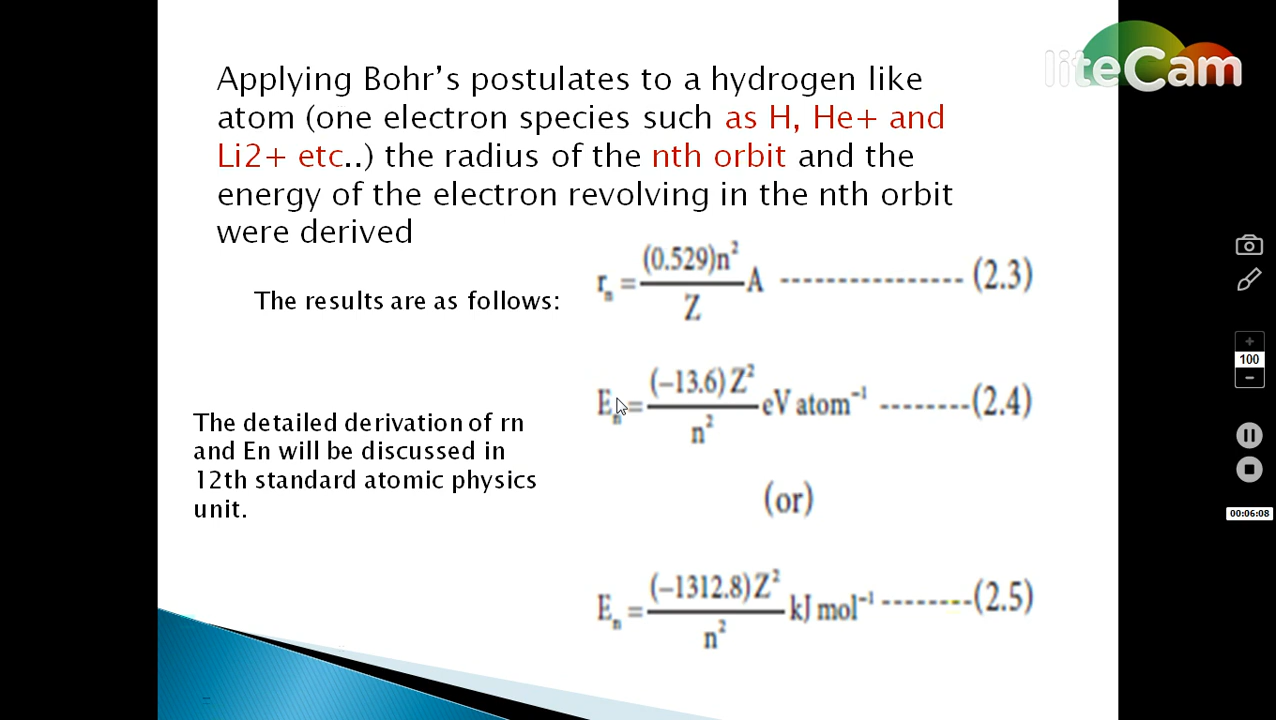 liteCam
Applying Bohr’s postulates to a hydrogen like
atom (one electron species such as H, He+ and
Li2+ etc..) the radius of the nth orbit and the
energy of the electron revolving in the nth orbit
were derived
The results are as follows:
rₙ = (0.529)n² / Z A ---------------- (2.3)
Eₙ = (–13.6) Z² / n² eV atom⁻¹ --------(2.4)
The detailed derivation of rn
and En will be discussed in
12th standard atomic physics
unit.
(or)
Eₙ = (–1312.8) Z² / n² kJ mol⁻¹ --------(2.5)
100
00:06:08